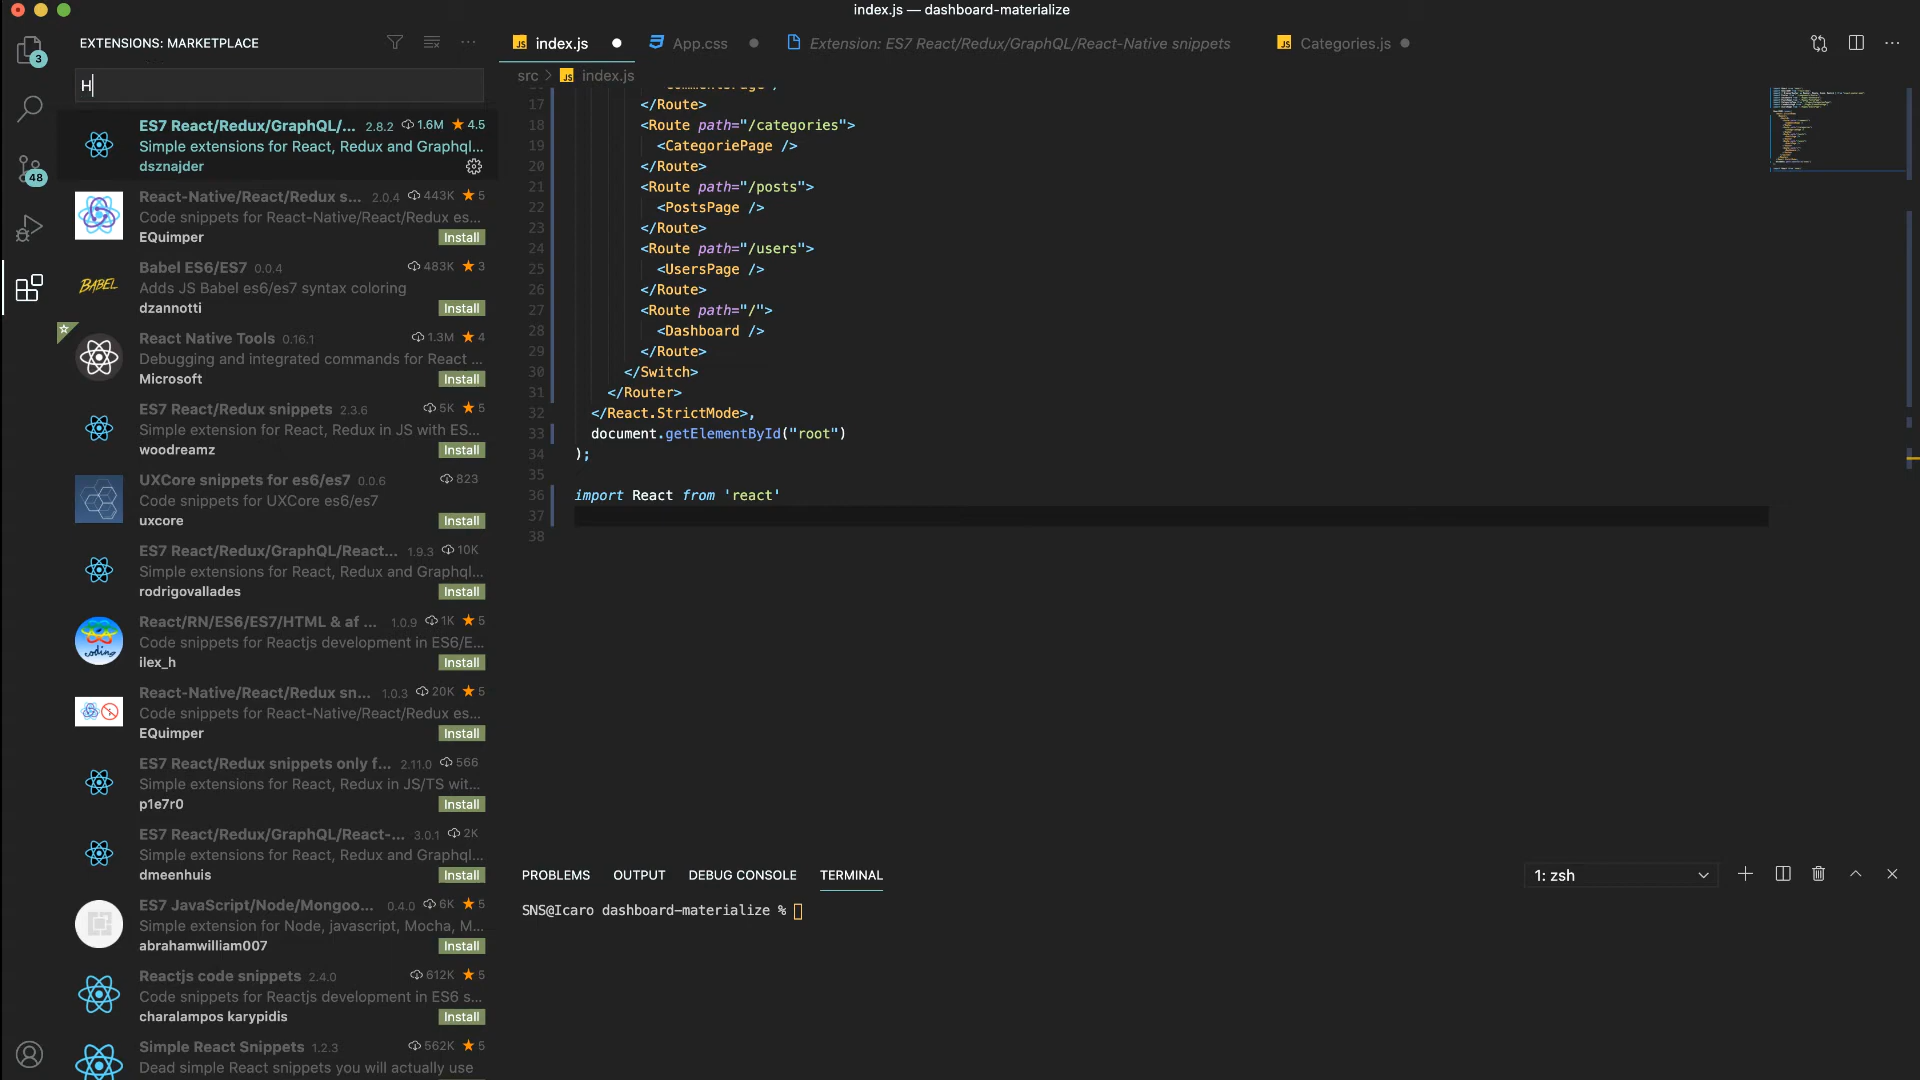 index.js — dashboard-materialize
EXTENSIONS: MARKETPLACE
H
ES7 React/Redux/GraphQL/... 2.8.2 1.6M 4.5
Simple extensions for React, Redux and Graphql...
dsznajder
React-Native/React/Redux s... 2.0.4 443K 5
Code snippets for React-Native/React/Redux es...
EQuimper Install
Babel ES6/ES7 0.0.4 483K 3
Adds JS Babel es6/es7 syntax coloring
dzannotti Install
BABEL
React Native Tools 0.16.1 1.3M 4
Debugging and integrated commands for React ...
Microsoft Install
ES7 React/Redux snippets 2.3.6 5K 5
Simple extension for React, Redux in JS with ES...
woodreamz Install
UXCore snippets for es6/es7 0.0.6 823
Code snippets for UXCore es6/es7
uxcore Install
ES7 React/Redux/GraphQL/React... 1.9.3 10K
Simple extensions for React, Redux and Graphql...
rodrigovallades Install
React/RN/ES6/ES7/HTML & af ... 1.0.9 1K 5
Code snippets for Reactjs development in ES6/E...
ilex_h Install
coding
React-Native/React/Redux sn... 1.0.3 20K 5
Code snippets for React-Native/React/Redux es...
EQuimper Install
ES7 React/Redux snippets only f... 2.11.0 566
Simple extensions for React, Redux in JS/TS wit...
p1e7r0 Install
ES7 React/Redux/GraphQL/React-... 3.0.1 2K
Simple extensions for React, Redux and Graphql...
dmeenhuis Install
ES7 JavaScript/Node/Mongoo... 0.4.0 6K 5
Simple extension for Node, javascript, Mocha, M...
abrahamwilliam007 Install
Reactjs code snippets 2.4.0 612K 5
Code snippets for Reactjs development in ES6 s...
charalampos karypidis Install
Simple React Snippets 1.2.3 562K 5
Dead simple React snippets you will actually use
3
48
JS index.js
App.css
Extension: ES7 React/Redux/GraphQL/React-Native snippets
JS Categories.js
src > JS index.js
17 </Route>
18 <Route path="/categories">
19 <CategoriePage />
20 </Route>
21 <Route path="/posts">
22 <PostsPage />
23 </Route>
24 <Route path="/users">
25 <UsersPage />
26 </Route>
27 <Route path="/">
28 <Dashboard />
29 </Route>
30 </Switch>
31 </Router>
32 </React.StrictMode>,
33 document.getElementById("root")
34 );
35
36 import React from 'react'
37
38
PROBLEMS OUTPUT DEBUG CONSOLE TERMINAL
1: zsh
SNS@Icaro dashboard-materialize %